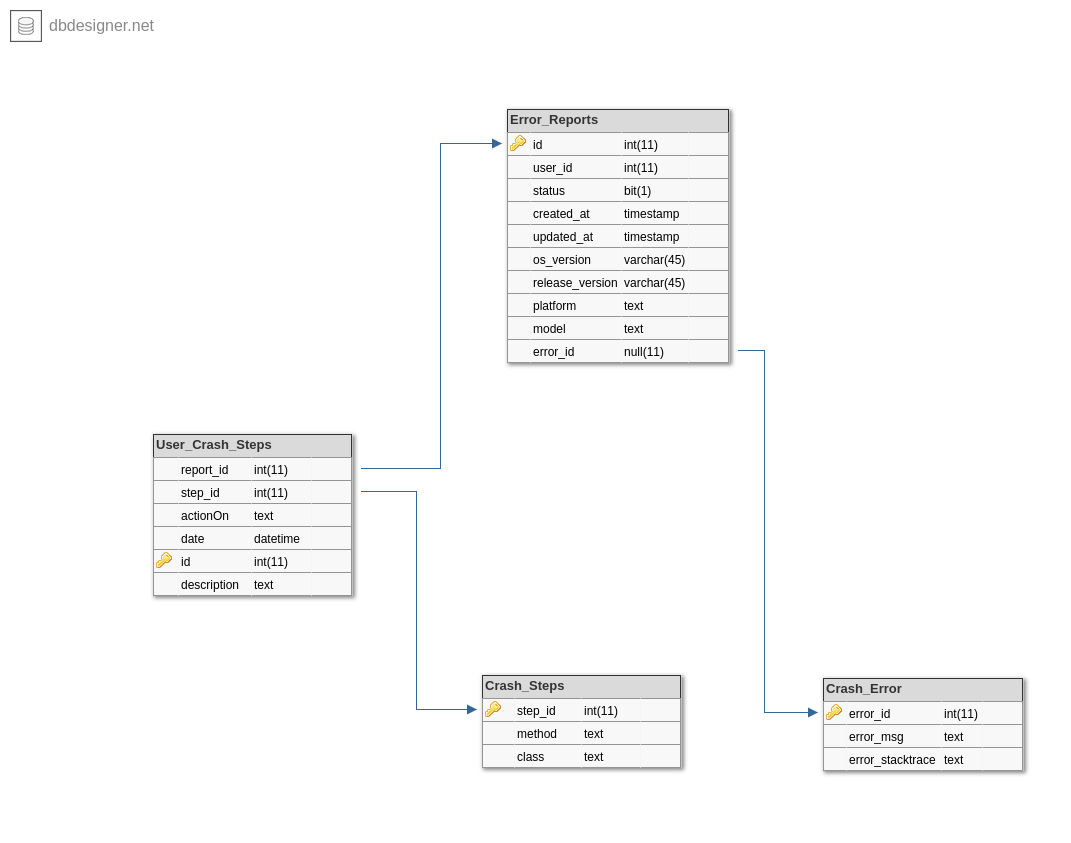 dbdesigner.net
Error_Reports
id int(11)
user_id int(11)
status bit(1)
created_at timestamp
updated_at timestamp
os_version varchar(45)
release_version varchar(45)
platform text
model text
error_id null(11)
User_Crash_Steps
report_id int(11)
step_id int(11)
actionOn text
date datetime
id int(11)
description text
Crash_Steps
step_id int(11)
method text
class text
Crash_Error
error_id int(11)
error_msg text
error_stacktrace text